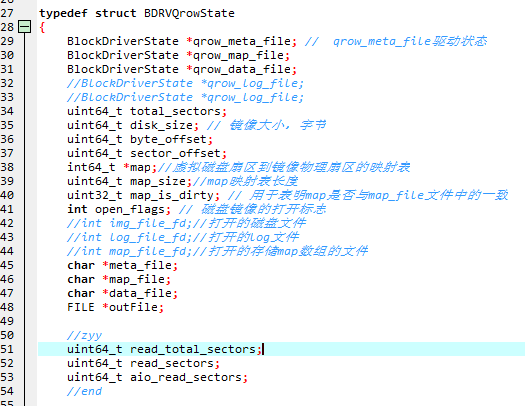 27 typedef struct BDRVQrowState
28 {
29 BlockDriverState *qrow_meta_file; // qrow_meta_file驱动状态
30 BlockDriverState *qrow_map_file;
31 BlockDriverState *qrow_data_file;
32 //BlockDriverState *qrow_log_file;
33 //BlockDriverState *qrow_log_file;
34 uint64_t total_sectors;
35 uint64_t disk_size; // 镜像大小，字节
36 uint64_t byte_offset;
37 uint64_t sector_offset;
38 int64_t *map;//虚拟磁盘扇区到镜像物理扇区的映射表
39 uint64_t map_size;//map映射表长度
40 uint32_t map_is_dirty; // 用于表明map是否与map_file文件中的一致
41 int open_flags; // 磁盘镜像的打开标志
42 //int img_file_fd;//打开的磁盘文件
43 //int log_file_fd;//打开的log文件
44 //int map_file_fd;//打开的存储map数组的文件
45 char *meta_file;
46 char *map_file;
47 char *data_file;
48 FILE *outFile;
49
50 //zyy
51 uint64_t read_total_sectors;
52 uint64_t read_sectors;
53 uint64_t aio_read_sectors;
54 //end